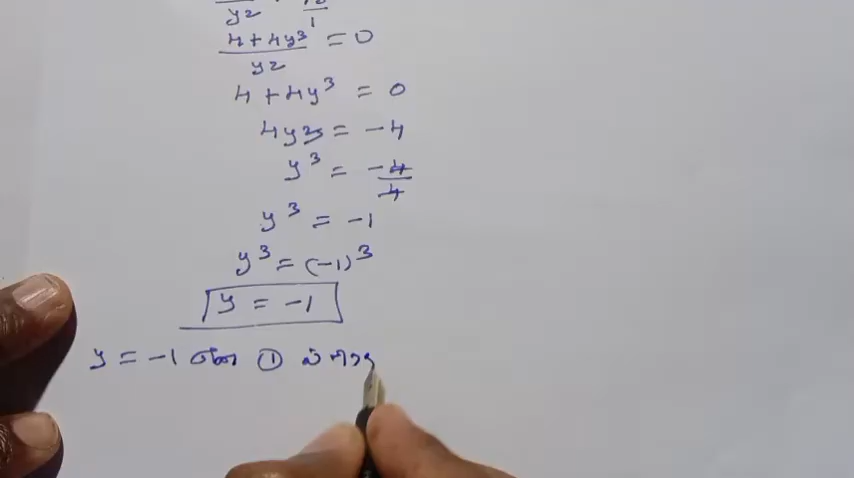 4 + 4y³ / y² = 0
4 + 4y³ = 0
4y³ = -4
y³ = -4/4
y³ = -1
y³ = (-1)³
y = -1
y = -1 ①